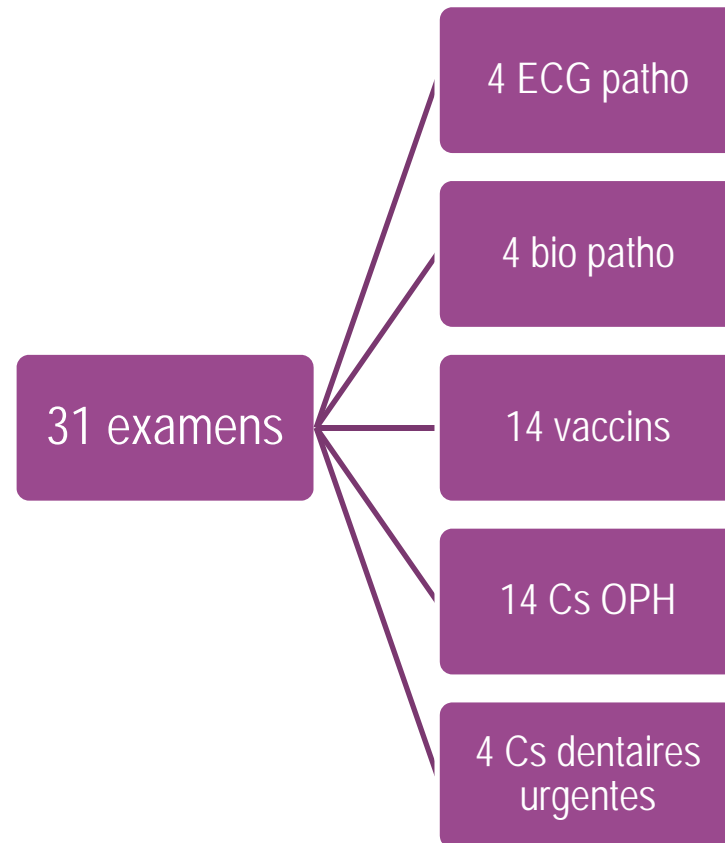 4 ECG patho
4 bio patho
31 examens
14 vaccins
14 Cs OPH
4 Cs dentaires
urgentes